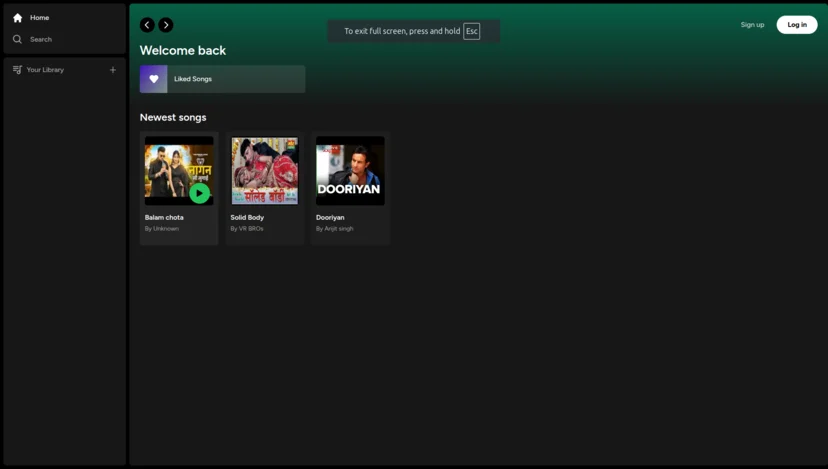 Home
Search
Your Library
To exit full screen, press and hold Esc
Sign up
Log in
Welcome back
Liked Songs
Newest songs
नागन
DOORIYAN
Balam chota
By Unknown
Solid Body
By VR BROs
Dooriyan
By Arijit singh